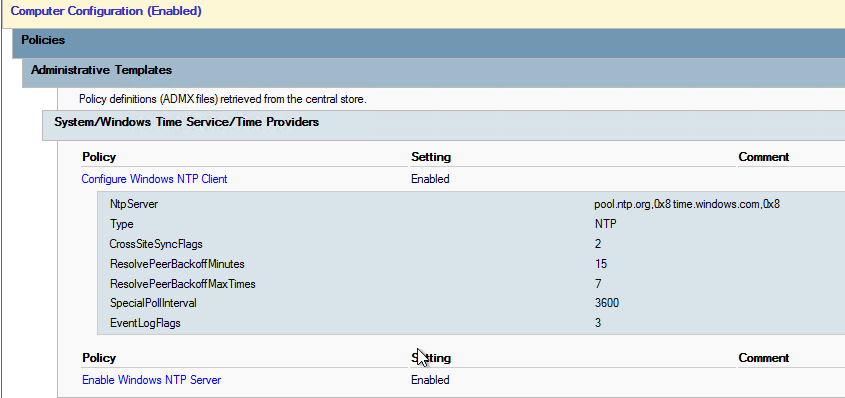 Computer Configuration (Enabled)
Policies
Administrative Templates
Policy definitions (ADMX files) retrieved from the central store.
System/Windows Time Service/Time Providers
Policy Setting Comment
Configure Windows NTP Client Enabled
NtpServer pool.ntp.org,0x8 time.windows.com,0x8
Type NTP
CrossSiteSyncFlags 2
ResolvePeerBackoffMinutes 15
ResolvePeerBackoffMaxTimes 7
SpecialPollInterval 3600
EventLogFlags 3
Policy Setting Comment
Enable Windows NTP Server Enabled